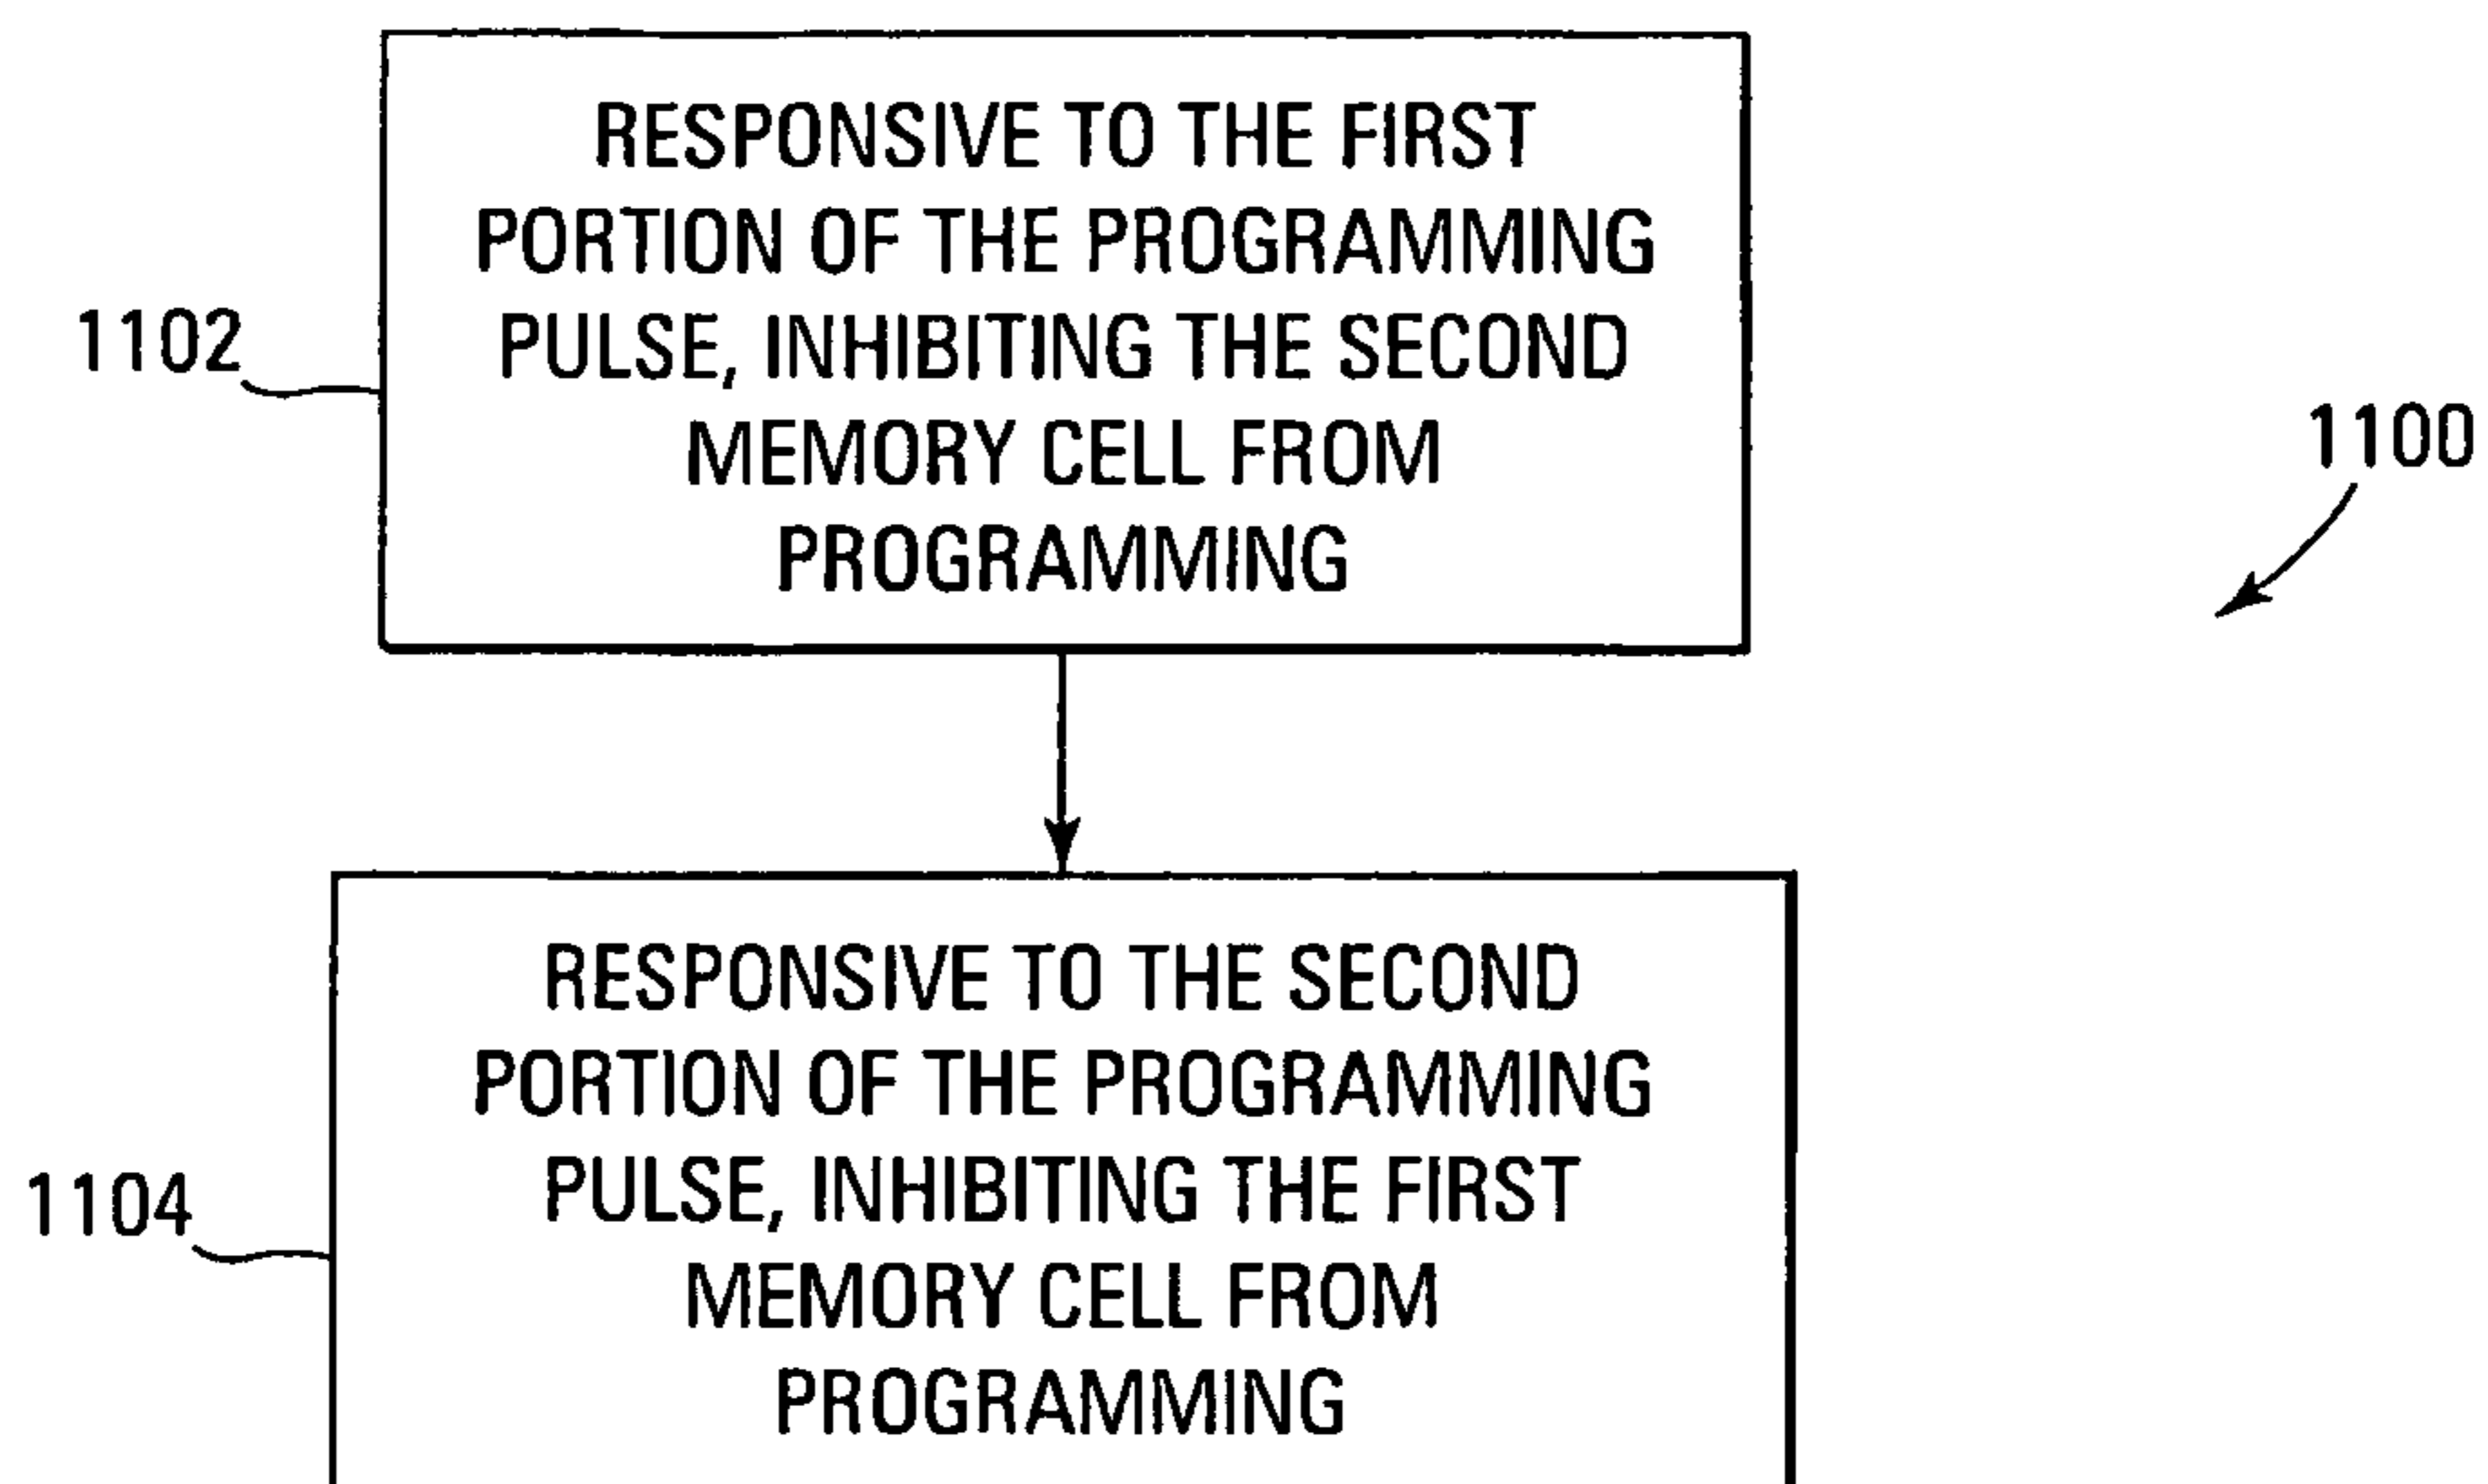 RESPONSIVE TO THE FIRST
PORTION OF THE PROGRAMMING
PULSE, INHIBITING THE SECOND
MEMORY CELL FROM
PROGRAMMING
1102
1100
RESPONSIVE TO THE SECOND
PORTION OF THE PROGRAMMING
PULSE, INHIBITING THE FIRST
MEMORY CELL FROM
PROGRAMMING
1104